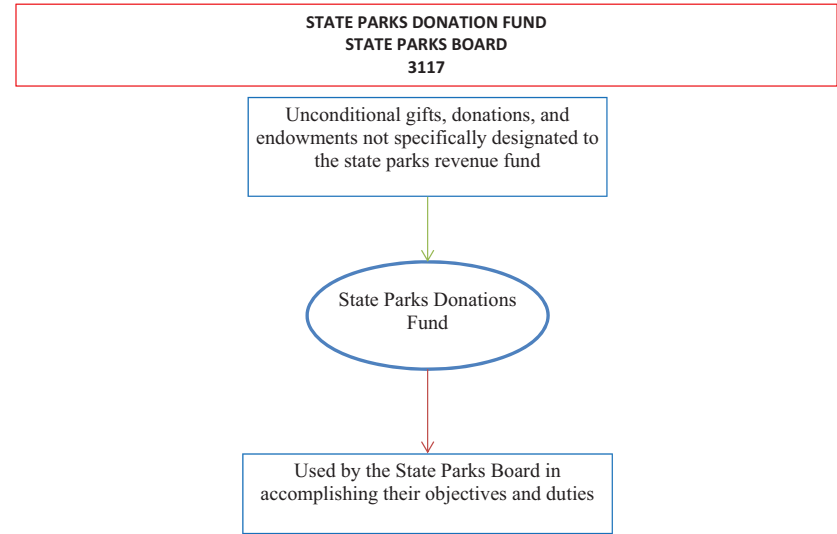 STATE PARKS DONATION FUND
STATE PARKS BOARD
3117
Unconditional gifts, donations, and
endowments not specifically designated to
the state parks revenue fund
State Parks Donations
Fund
Used by the State Parks Board in
accomplishing their objectives and duties